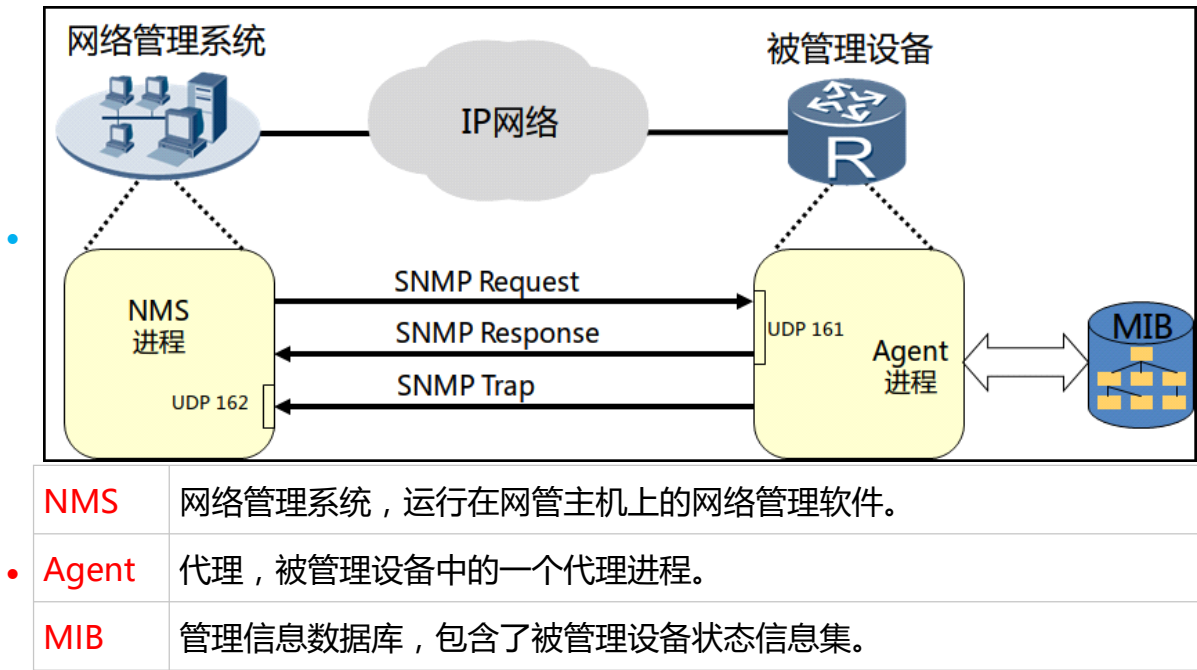 网络管理系统
被管理设备
IP网络
R
SNMP Request
NMS
进程
SNMP Response
UDP 161
MIB
Agent
进程
SNMP Trap
UDP 162
NMS 网络管理系统，运行在网管主机上的网络管理软件。
Agent 代理，被管理设备中的一个代理进程。
MIB 管理信息数据库，包含了被管理设备状态信息集。